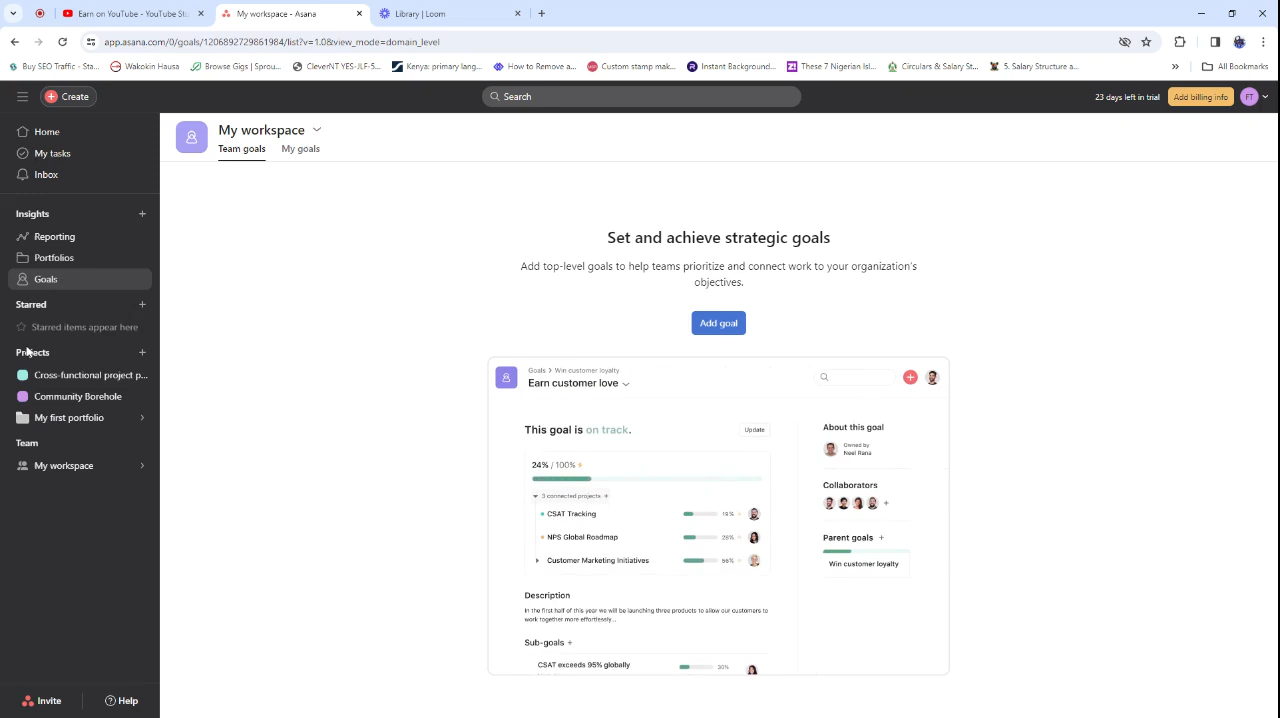 Earn on YouTube - YouTube Stu
My workspace - Asana
Library | Loom
app.asana.com/0/goals/1206892729861984/list?v=1.0&view_mode=domain_level
Buy SEO Traffic - Sta...
Wakokin Hausa
Browse Gigs | Sprou...
CleverNT YES-JLF-5...
Kenya: primary lang...
How to Remove a...
Custom stamp mak...
Instant Background...
These 7 Nigerian Isl...
Circulars & Salary St...
5. Salary Structure a...
All Bookmarks
Create
Search
23 days left in trial
Add billing info
FT
Home
My tasks
Inbox
Insights
Reporting
Portfolios
Goals
Starred
Starred items appear here
Projects
Cross-functional project p...
Community Borehole
My first portfolio
Team
My workspace
Invite
Help
My workspace
Team goals
My goals
Set and achieve strategic goals
Add top-level goals to help teams prioritize and connect work to your organization's
objectives.
Add goal
Goals > Win customer loyalty
Earn customer love
This goal is on track.
Update
24% / 100%
3 connected projects
CSAT Tracking
19%
NPS Global Roadmap
28%
Customer Marketing Initiatives
56%
Description
In the first half of this year we will be launching three products to allow our customers to
work together more effortlessly...
Sub-goals +
CSAT exceeds 95% globally
30%
About this goal
Owned by
Neel Rana
Collaborators
Parent goals +
Win customer loyalty